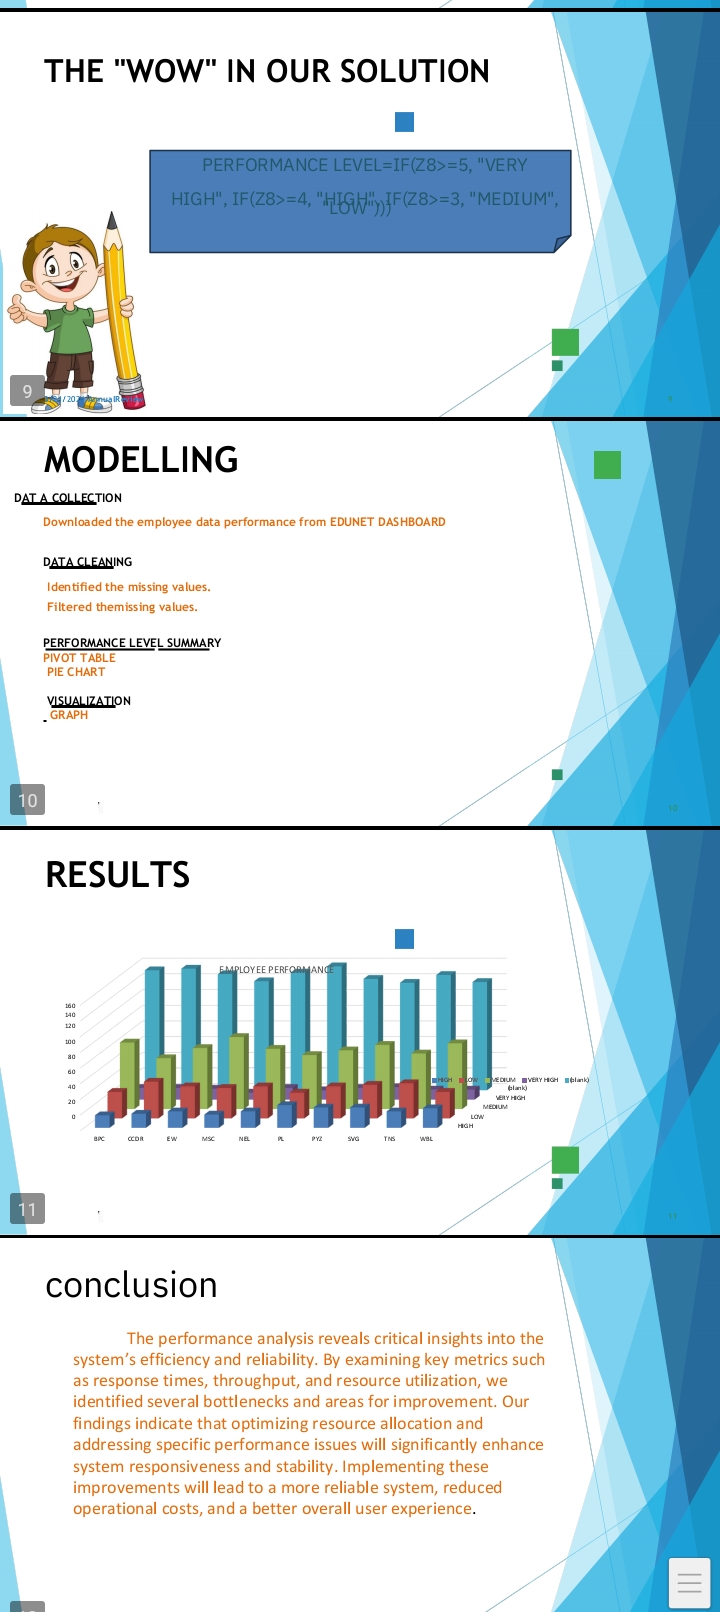 THE "WOW" IN OUR SOLUTION
PERFORMANCE LEVEL=IF(Z8>=5, "VERY
HIGH", IF(Z8>=4, "HIGH", IF(Z8>=3, "MEDIUM",
"LOW")))
9
9
MODELLING
DAT A COLLECTION
Downloaded the employee data performance from EDUNET DASHBOARD
DATA CLEANING
Identified the missing values.
Filtered themissing values.
PERFORMANCE LEVEL SUMMARY
PIVOT TABLE
PIE CHART
VISUALIZATION
GRAPH
10
10
RESULTS
EMPLOYEE PERFORMANCE
160
140
120
100
80
60
40
20
0
HIGH LOW MEDIUM VERY HIGH (blank)
(blank)
VERY HIGH
MEDIUM
LOW
HIGH
BPC CCDR EW MSC NEL PL PYZ SVG TNS WBL
11
11
conclusion
The performance analysis reveals critical insights into the
system’s efficiency and reliability. By examining key metrics such
as response times, throughput, and resource utilization, we
identified several bottlenecks and areas for improvement. Our
findings indicate that optimizing resource allocation and
addressing specific performance issues will significantly enhance
system responsiveness and stability. Implementing these
improvements will lead to a more reliable system, reduced
operational costs, and a better overall user experience.